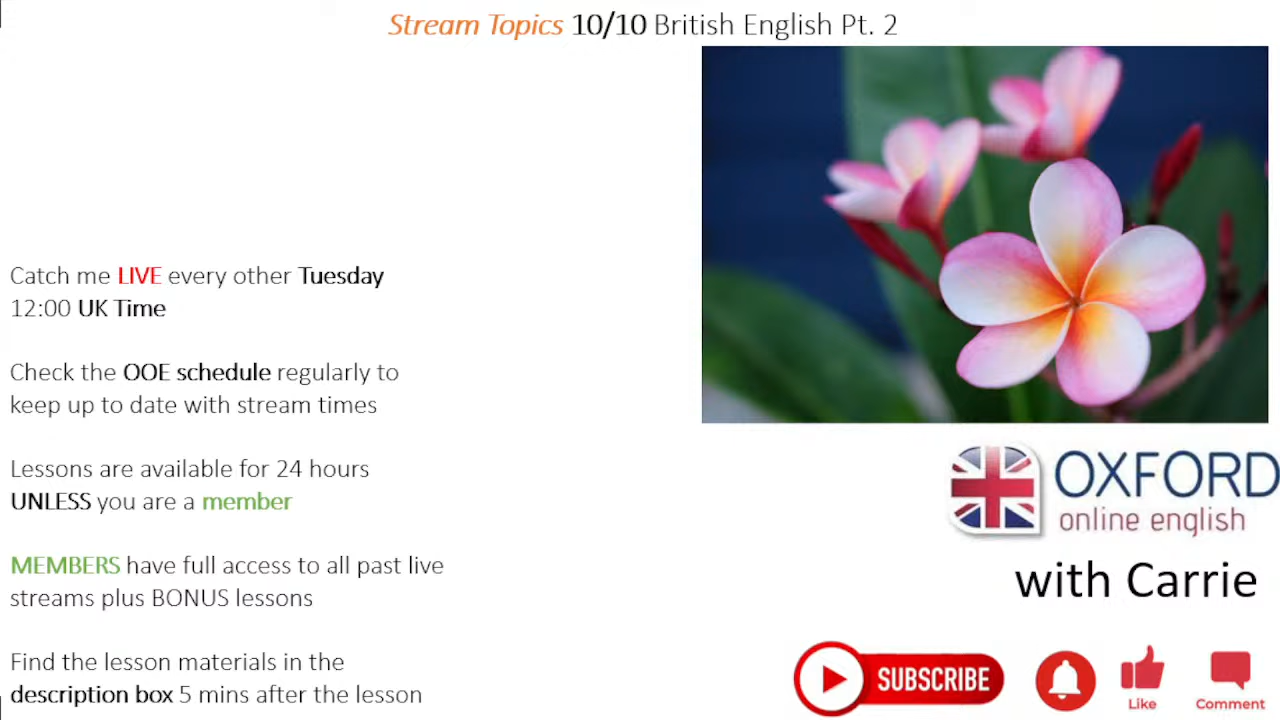 Stream Topics 10/10 British English Pt. 2
Catch me LIVE every other Tuesday
12:00 UK Time
Check the OOE schedule regularly to
keep up to date with stream times
Lessons are available for 24 hours
UNLESS you are a member
MEMBERS have full access to all past live
streams plus BONUS lessons
Find the lesson materials in the
description box 5 mins after the lesson
OXFORD
online english
with Carrie
SUBSCRIBE
Like
Comment